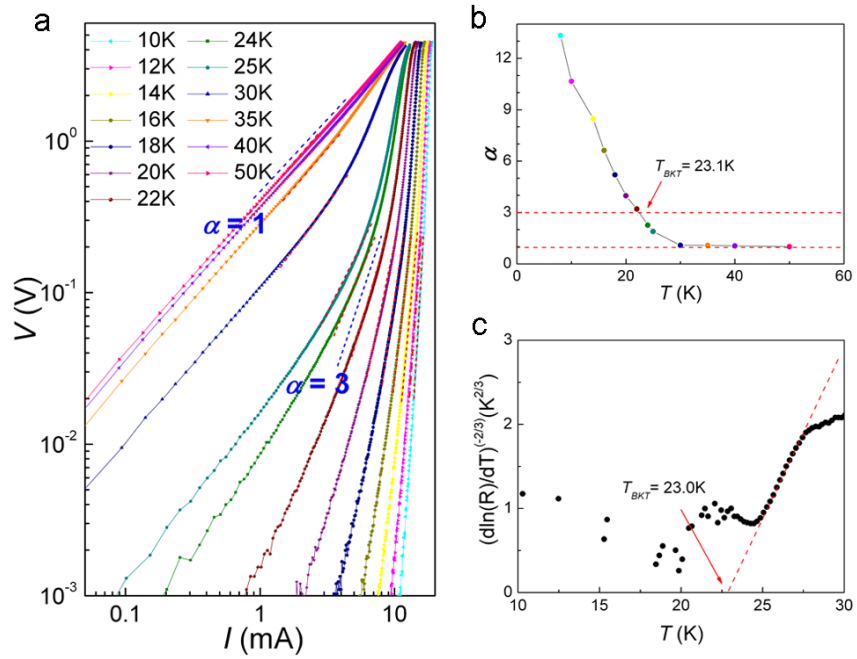 a
10K
12K
14K
16K
18K
20K
22K
24K
25K
30K
35K
40K
50K
α = 1
α = 3
V (V)
10^0
10^-1
10^-2
10^-3
0.1
1
10
I (mA)
b
α
12
9
6
3
0
T_BKT = 23.1K
0
20
40
60
T (K)
c
(dln(R)/dT)^(-2/3)(K^2/3)
3
2
1
0
T_BKT = 23.0K
10
15
20
25
30
T (K)